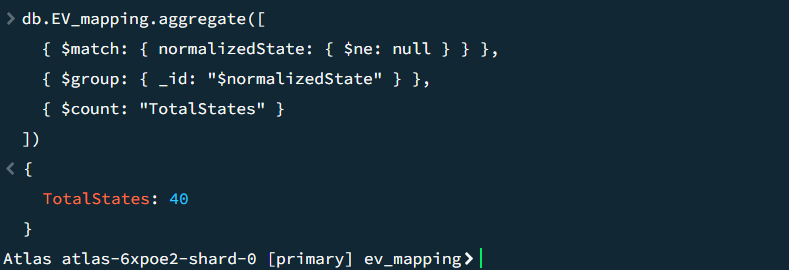 > db.EV_mapping.aggregate([
{ $match: { normalizedState: { $ne: null } } },
{ $group: { _id: "$normalizedState" } },
{ $count: "TotalStates" }
])
< {
TotalStates: 40
}
Atlas atlas-6xpoe2-shard-0 [primary] ev_mapping>